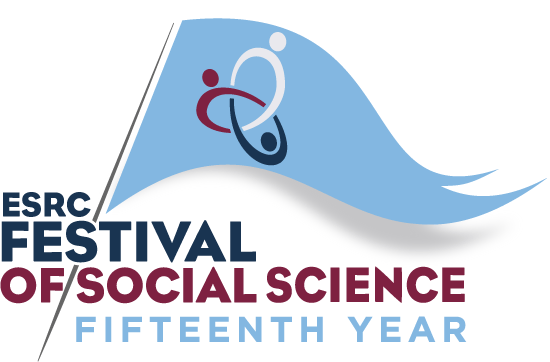 ESRC
FESTIVAL
OF SOCIAL SCIENCE
FIFTEENTH YEAR